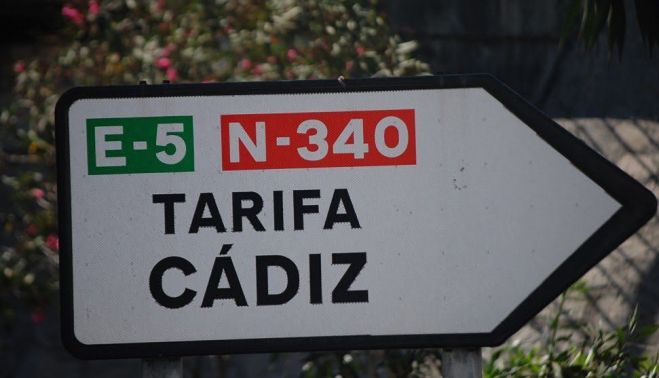 E-5 N-340
TARIFA
CÁDIZ